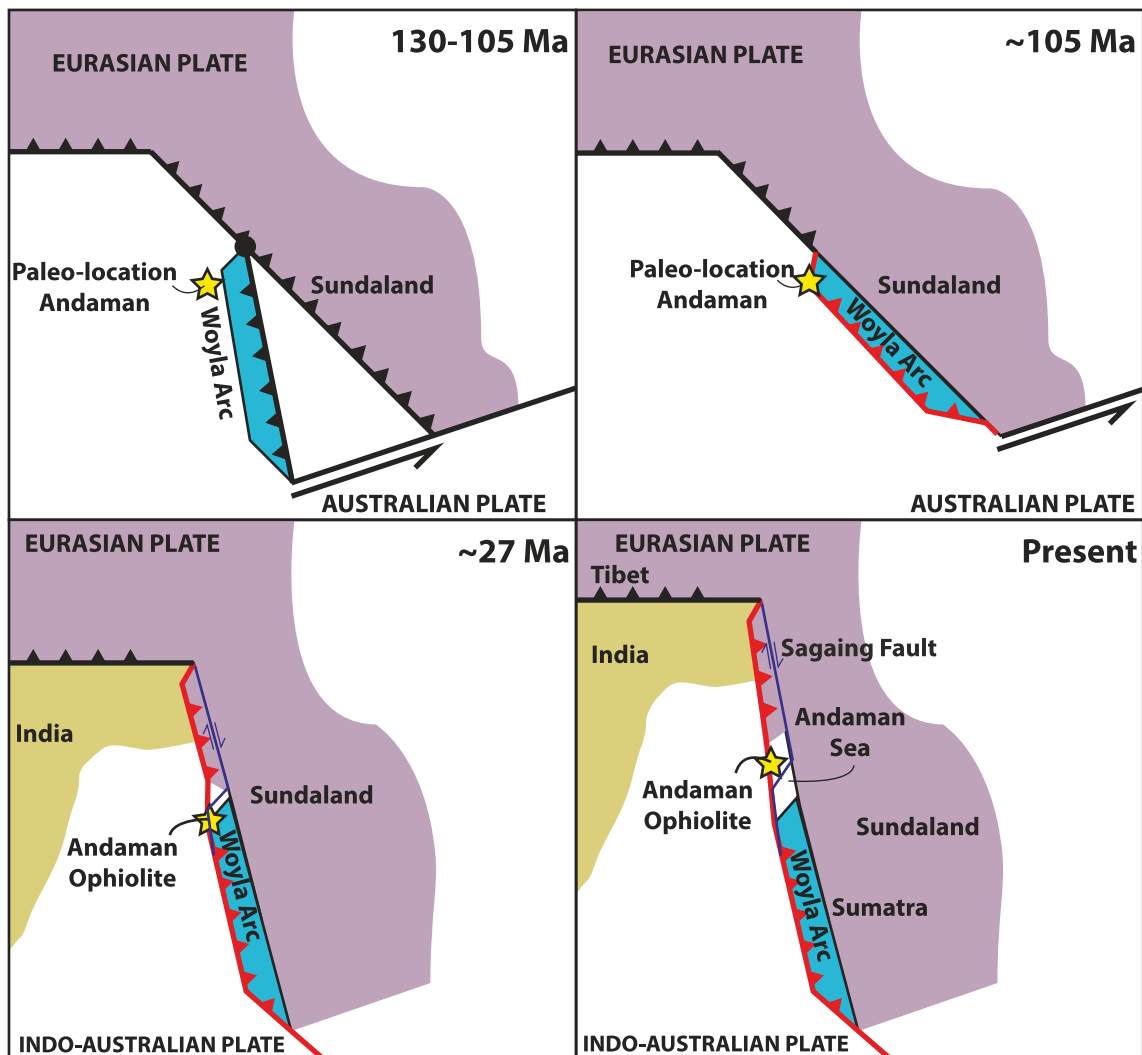 EURASIAN PLATE
130-105 Ma
Paleo-location
Andaman
Sundaland
Woyla Arc
AUSTRALIAN PLATE
EURASIAN PLATE
~105 Ma
Paleo-location
Andaman
Sundaland
Woyla Arc
AUSTRALIAN PLATE
EURASIAN PLATE
~27 Ma
India
Sundaland
Andaman
Ophiolite
Woyla Arc
INDO-AUSTRALIAN PLATE
EURASIAN PLATE
Present
Tibet
India
Sagaing Fault
Andaman
Sea
Andaman
Ophiolite
Sundaland
Woyla Arc
Sumatra
INDO-AUSTRALIAN PLATE